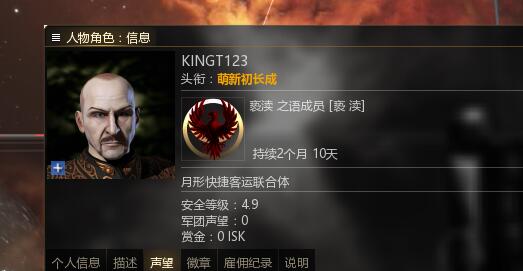 人物角色：信息
KINGT123
头衔：萌新初长成
亵渎 之语成员 [亵 渎]
持续2个月 10天
月形快捷客运联合体
安全等级：4.9
军团声望：0
赏金：0 ISK
个人信息 描述 声望 徽章 雇佣纪录 说明